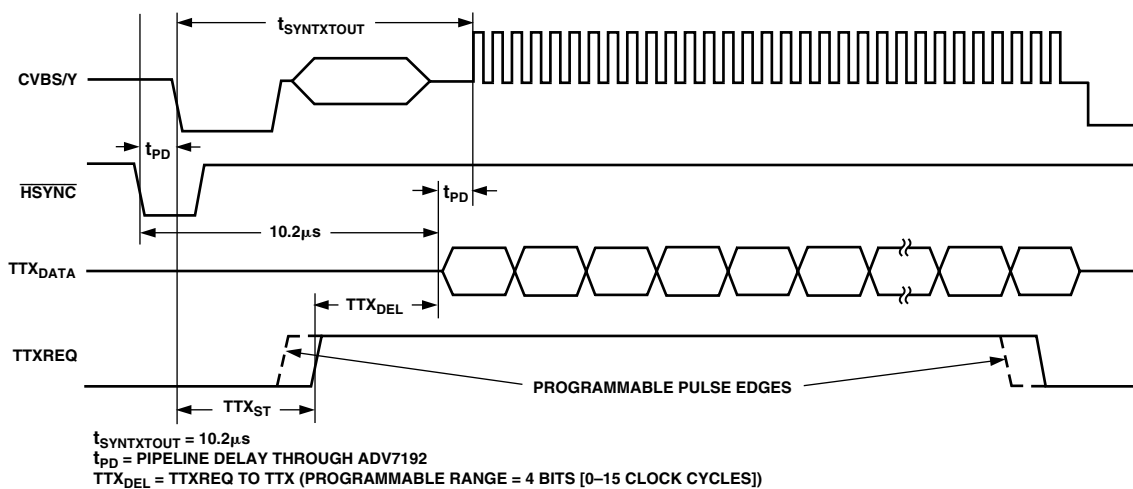 tSYNTXTOUT
CVBS/Y
tPD
HSYNC
tPD
10.2μs
TTXDATA
TTXDEL
TTXREQ
PROGRAMMABLE PULSE EDGES
TTXST
tSYNTXTOUT = 10.2μs
tPD = PIPELINE DELAY THROUGH ADV7192
TTXDEL = TTXREQ TO TTX (PROGRAMMABLE RANGE = 4 BITS [0–15 CLOCK CYCLES])